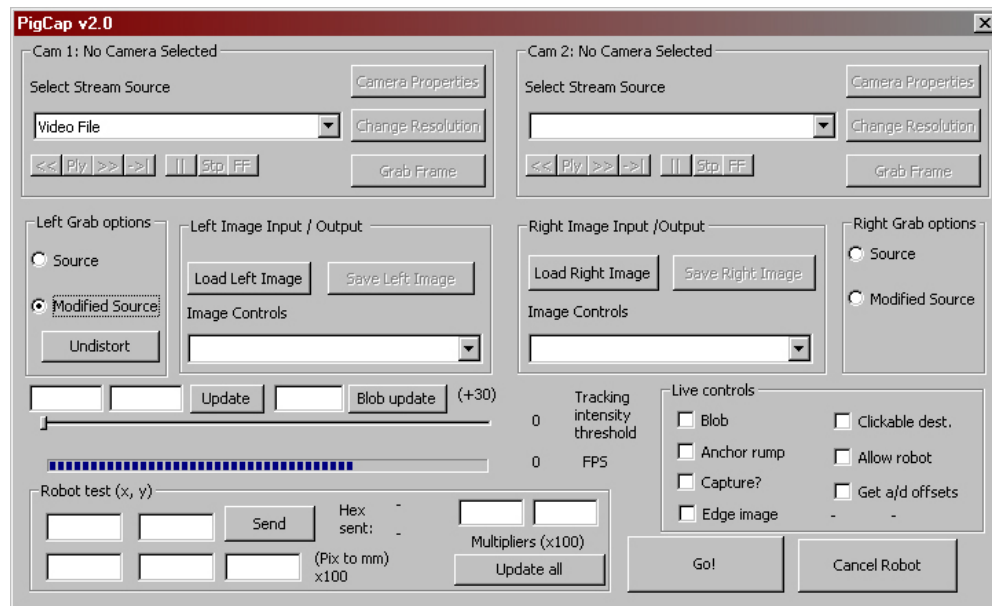 PigCap v2.0
Cam 1: No Camera Selected
Select Stream Source
Camera Properties
Video File
Change Resolution
<< Ply >> ->| || Stp FF
Grab Frame
Cam 2: No Camera Selected
Select Stream Source
Camera Properties
Change Resolution
<< Ply >> ->| || Stp FF
Grab Frame
Left Grab options
Source
Modified Source
Undistort
Left Image Input / Output
Load Left Image
Save Left Image
Image Controls
Right Image Input /Output
Load Right Image
Save Right Image
Image Controls
Right Grab options
Source
Modified Source
Update
Blob update
(+30)
0
Tracking
intensity
threshold
0
FPS
Live controls
Blob
Anchor rump
Capture?
Edge image
Clickable dest.
Allow robot
Get a/d offsets
- -
Robot test (x, y)
Send
Hex
sent:
-
-
(Pix to mm)
x100
Multipliers (x100)
Update all
Go!
Cancel Robot